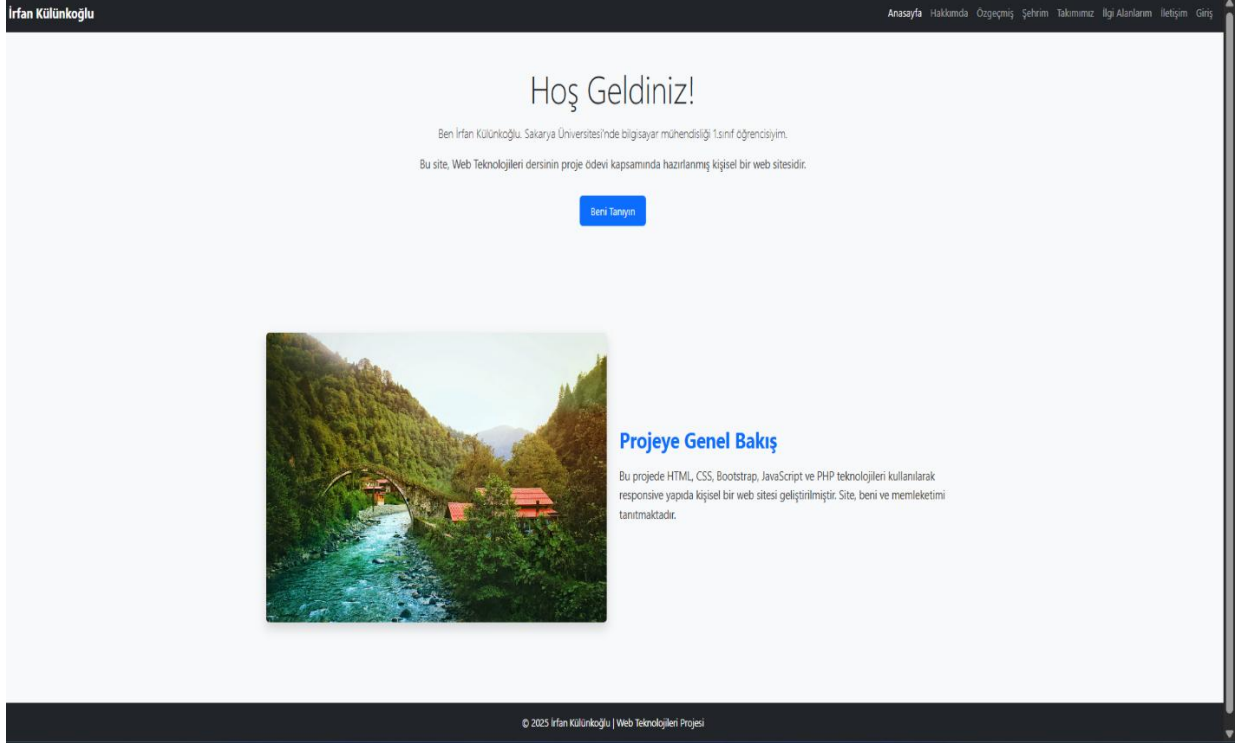 İrfan Külünkoğlu
Anasayfa Hakkımda Özgeçmiş Şehrim Takımımız İlgi Alanlarım İletişim Giriş
Hoş Geldiniz!
Ben İrfan Külünkoğlu. Sakarya Üniversitesi'nde bilgisayar mühendisliği 1.sınıf öğrencisiyim.
Bu site, Web Teknolojileri dersinin proje ödevi kapsamında hazırlanmış kişisel bir web sitesidir.
Beni Tanıyın
Projeye Genel Bakış
Bu projede HTML, CSS, Bootstrap, JavaScript ve PHP teknolojileri kullanılarak
responsive yapıda kişisel bir web sitesi geliştirilmiştir. Site, beni ve memleketimi
tanıtmaktadır.
© 2025 İrfan Külünkoğlu | Web Teknolojileri Projesi